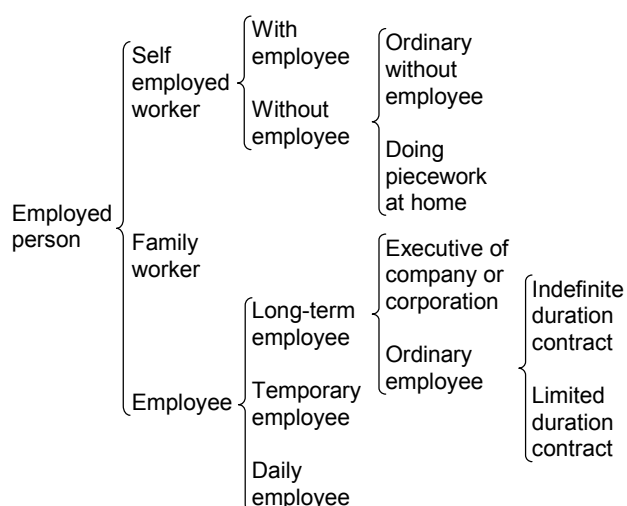 Employed
person
Self
employed
worker
Family
worker
Employee
With
employee
Without
employee
Long-term
employee
Temporary
employee
Daily
employee
Ordinary
without
employee
Doing
piecework
at home
Executive of
company or
corporation
Ordinary
employee
Indefinite
duration
contract
Limited
duration
contract